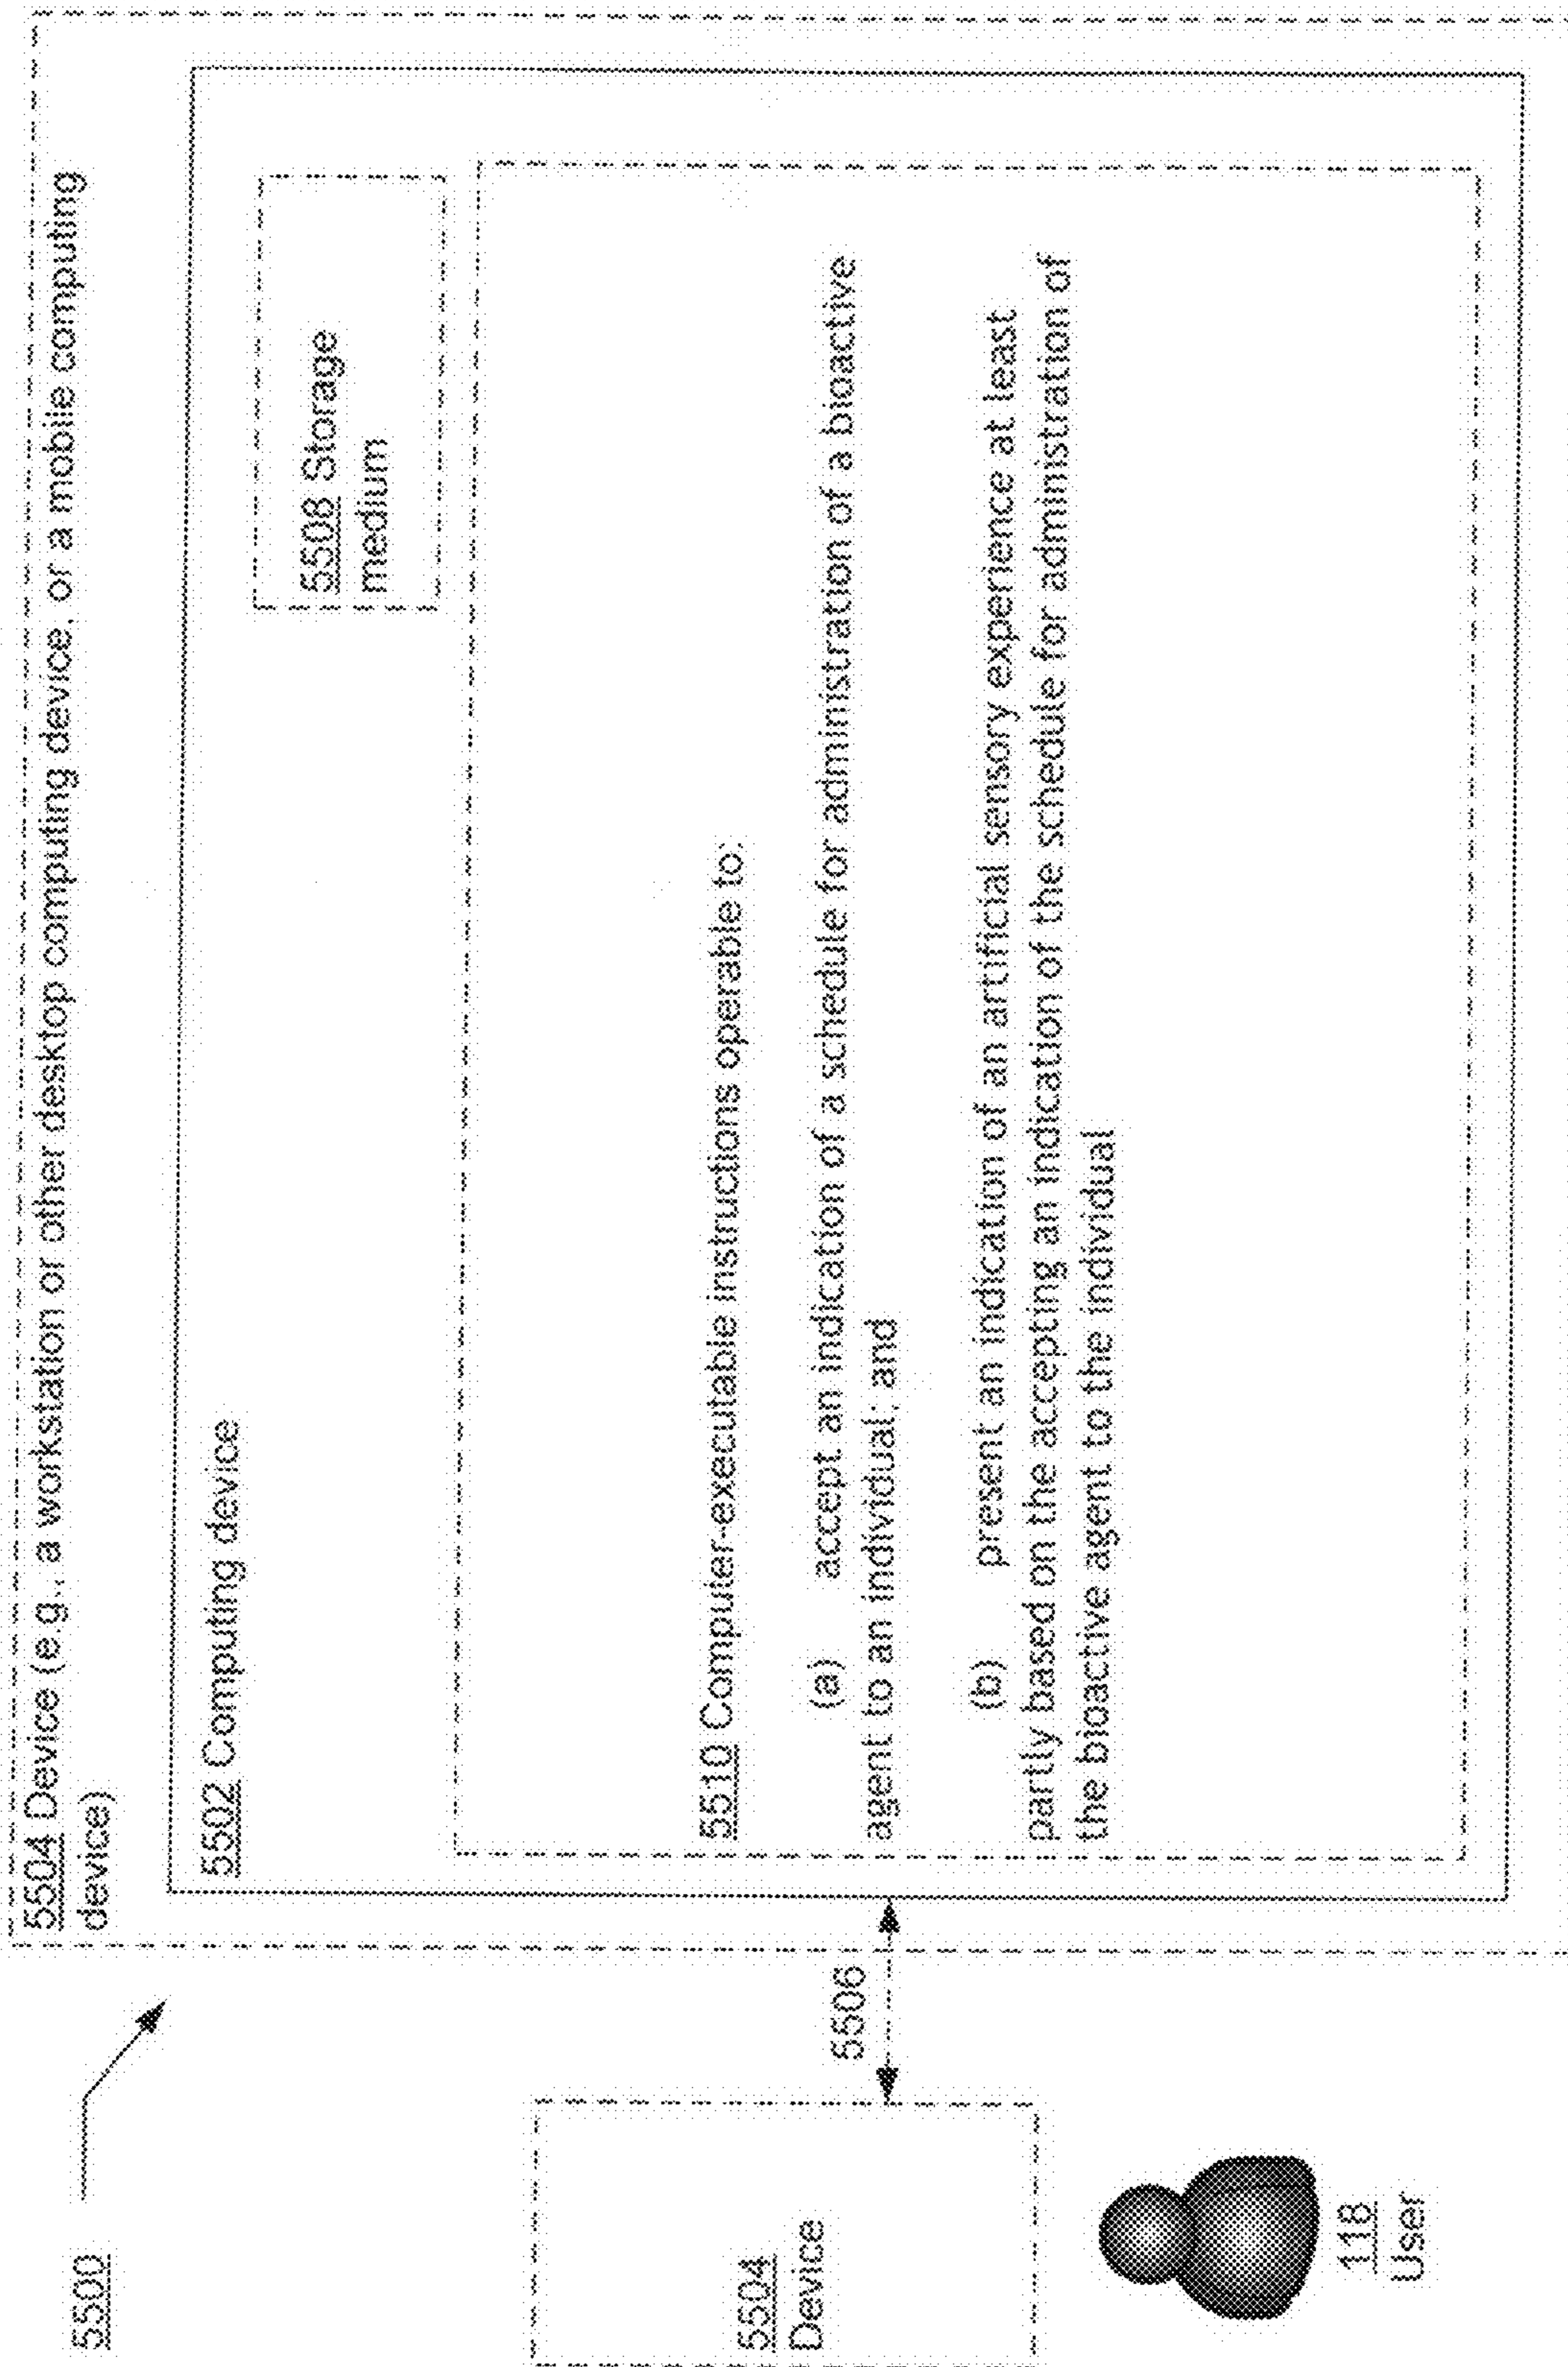 5500
5504 Device (e.g., a workstation or other desktop computing device, or a mobile computing
device)
5502 Computing device
5508 Storage
medium
5510 Computer-executable instructions operable to:
(a) accept an indication of a schedule for administration of a bioactive
agent to an individual; and
(b) present an indication of an artificial sensory experience at least
partly based on the accepting an indication of the schedule for administration of
the bioactive agent to the individual
5506
5504
Device
118
User